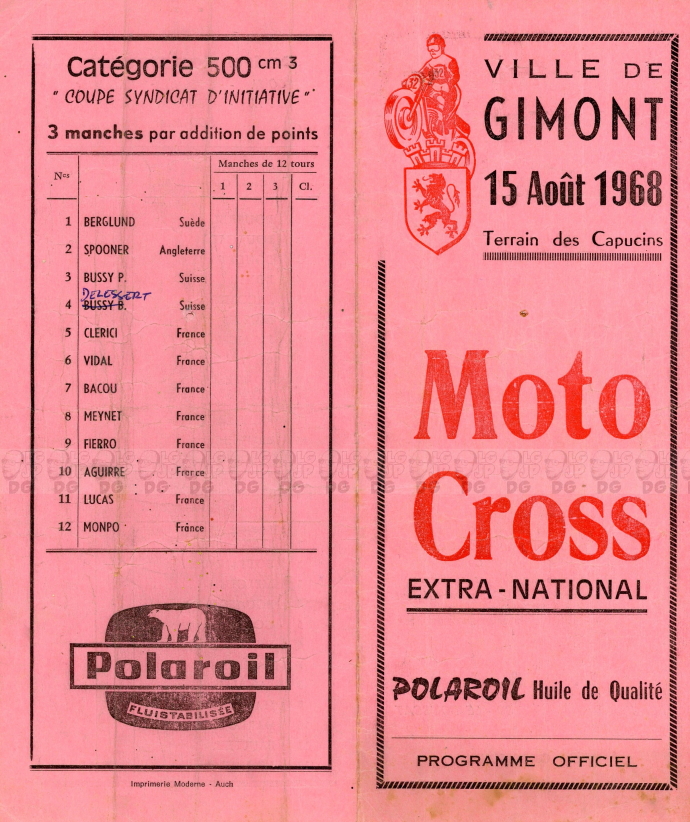 Catégorie 500 cm 3
" COUPE SYNDICAT D'INITIATIVE "
3 manches par addition de points
Nos
Manches de 12 tours
1 2 3 Cl.
1 BERGLUND Suède
2 SPOONER Angleterre
3 BUSSY P. Suisse
DELESSERT
4 BUSSY B. Suisse
5 CLERICI France
6 VIDAL France
7 BACOU France
8 MEYNET France
9 FIERRO France
10 AGUIRRE France
11 LUCAS France
12 MONPO France
Polaroil
FLUISTABILISÉE
Imprimerie Moderne - Auch
VILLE DE
GIMONT
15 Août 1968
Terrain des Capucins
Moto
Cross
EXTRA - NATIONAL
POLAROIL Huile de Qualité
PROGRAMME OFFICIEL